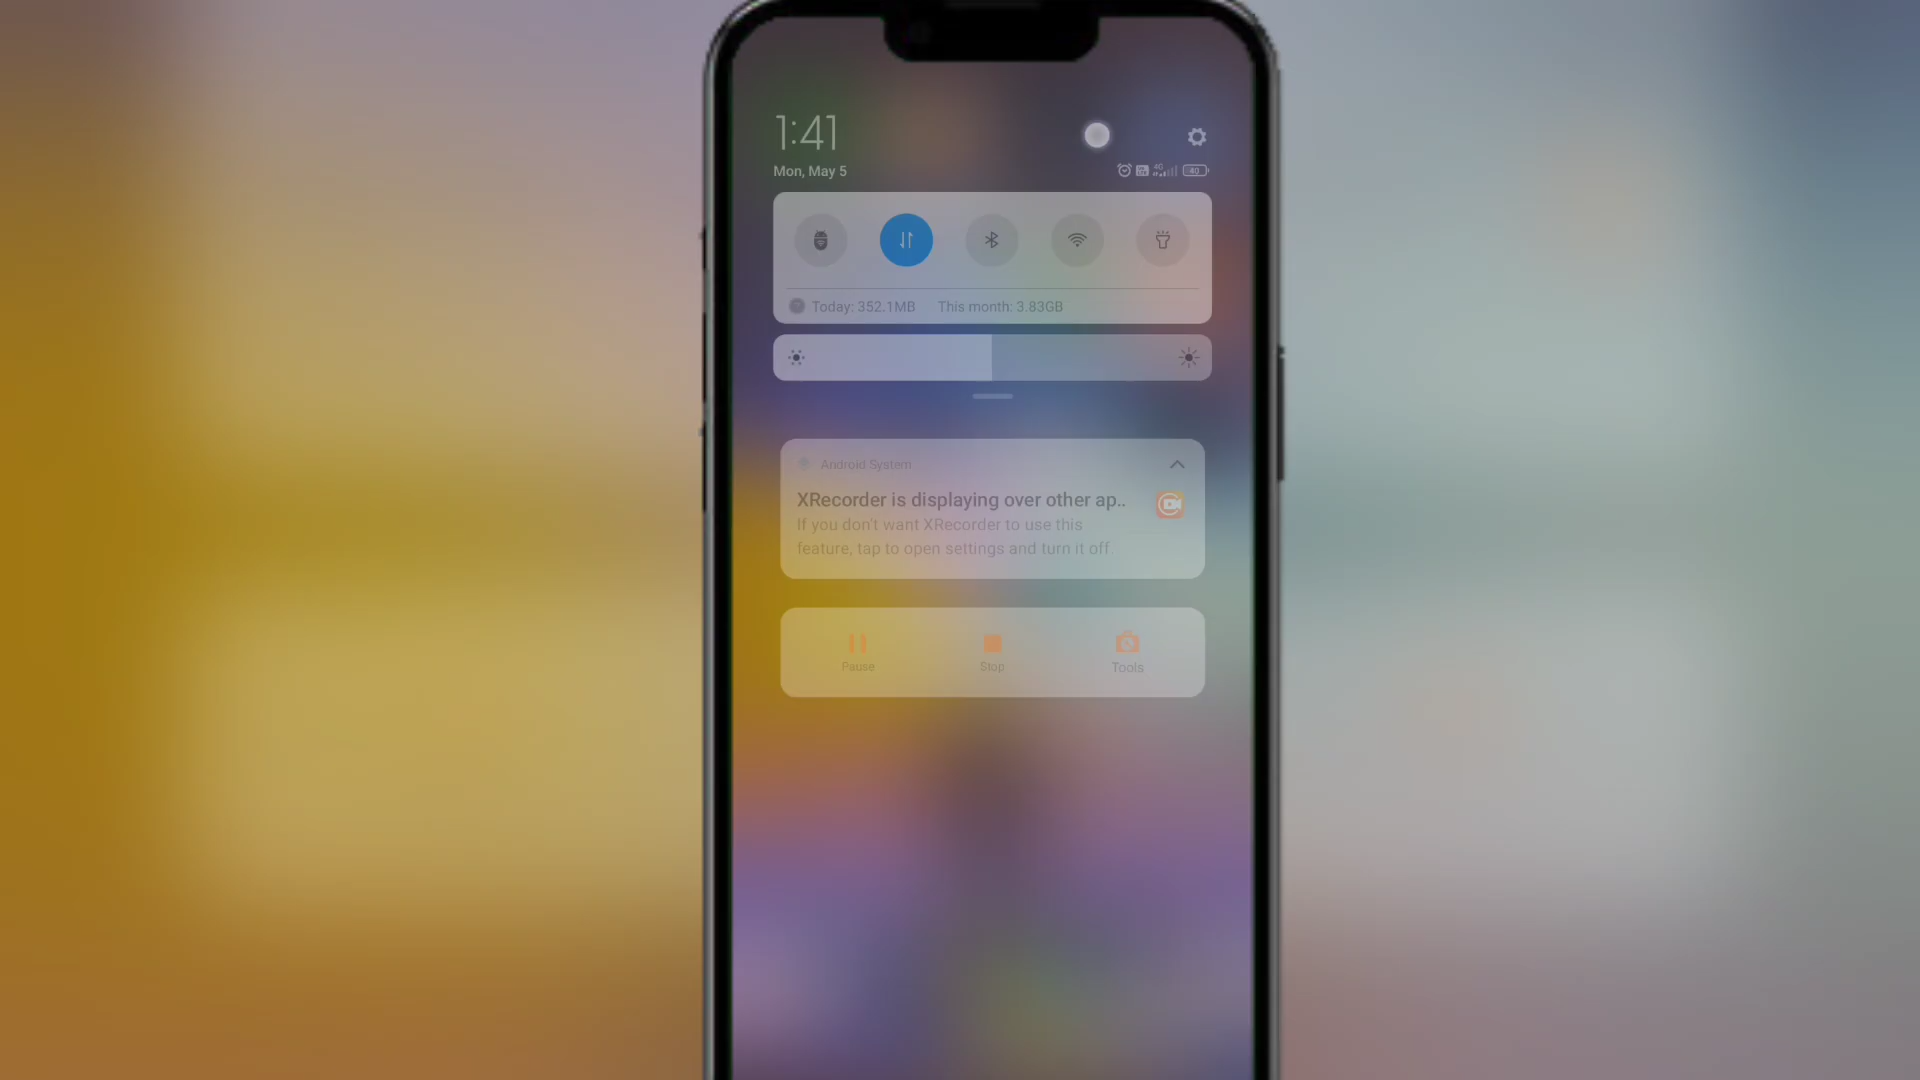 1:41
Mon, May 5
4G
40
Today: 352.1MB This month: 3.83GB
Android System
XRecorder is displaying over other ap..
If you don't want XRecorder to use this
feature, tap to open settings and turn it off.
Pause Stop Tools